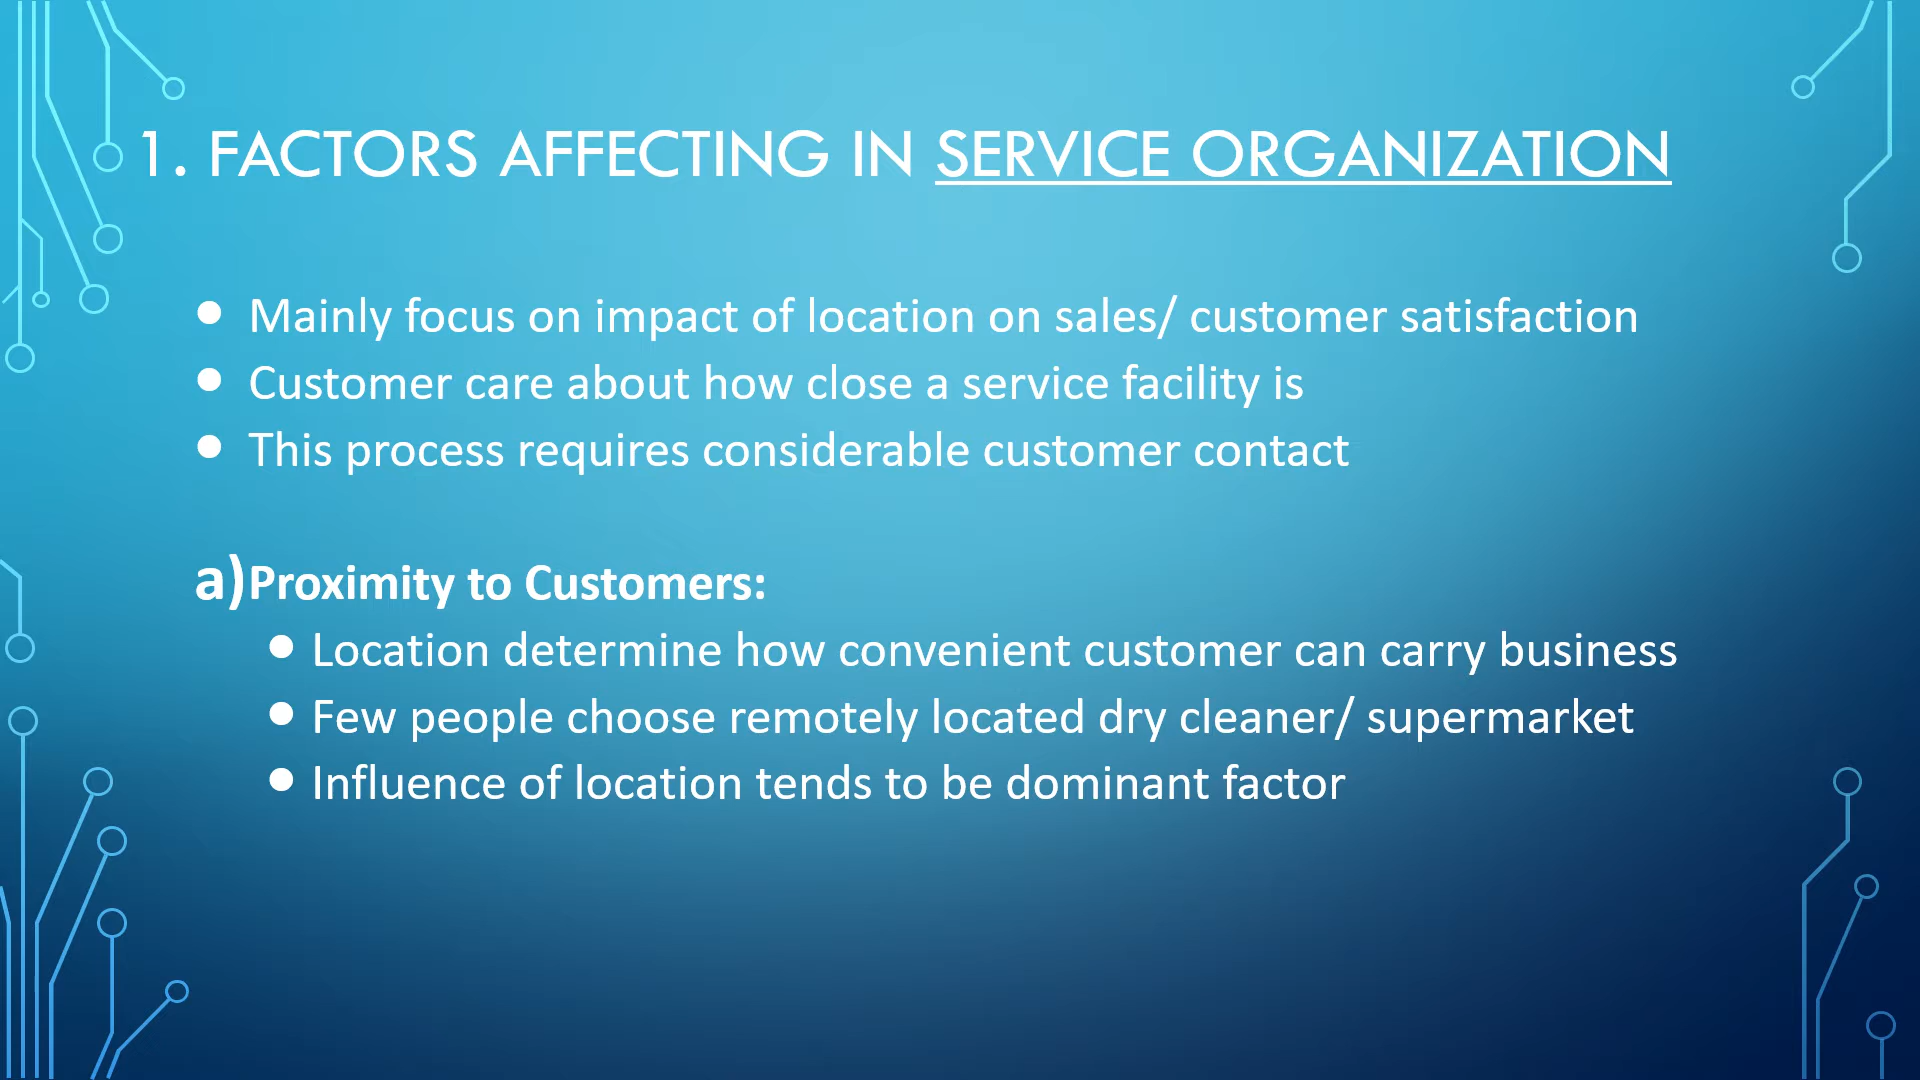 1. FACTORS AFFECTING IN SERVICE ORGANIZATION
● Mainly focus on impact of location on sales/ customer satisfaction
● Customer care about how close a service facility is
● This process requires considerable customer contact
a) Proximity to Customers:
● Location determine how convenient customer can carry business
● Few people choose remotely located dry cleaner/ supermarket
● Influence of location tends to be dominant factor